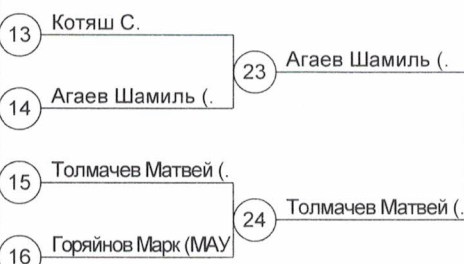 13 Котяш С.
23 Агаев Шамиль (.
14 Агаев Шамиль (.
15 Толмачев Матвей (.
24 Толмачев Матвей (.
16 Горяйнов Марк (МАУ